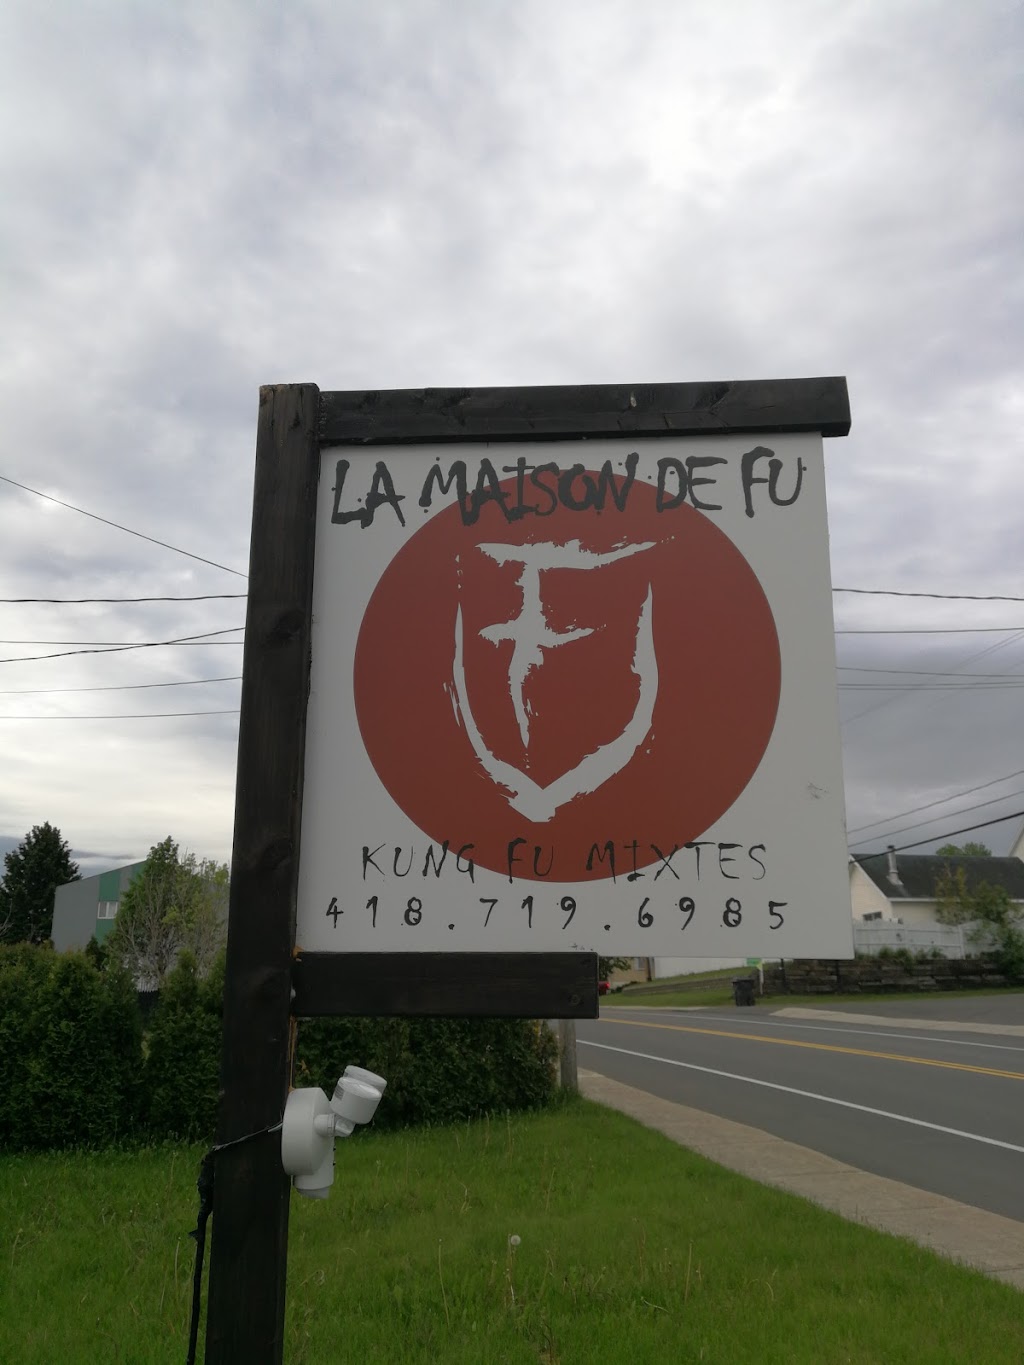 LA MAISON DE FU
KUNG FU MIXTES
418.719.6985